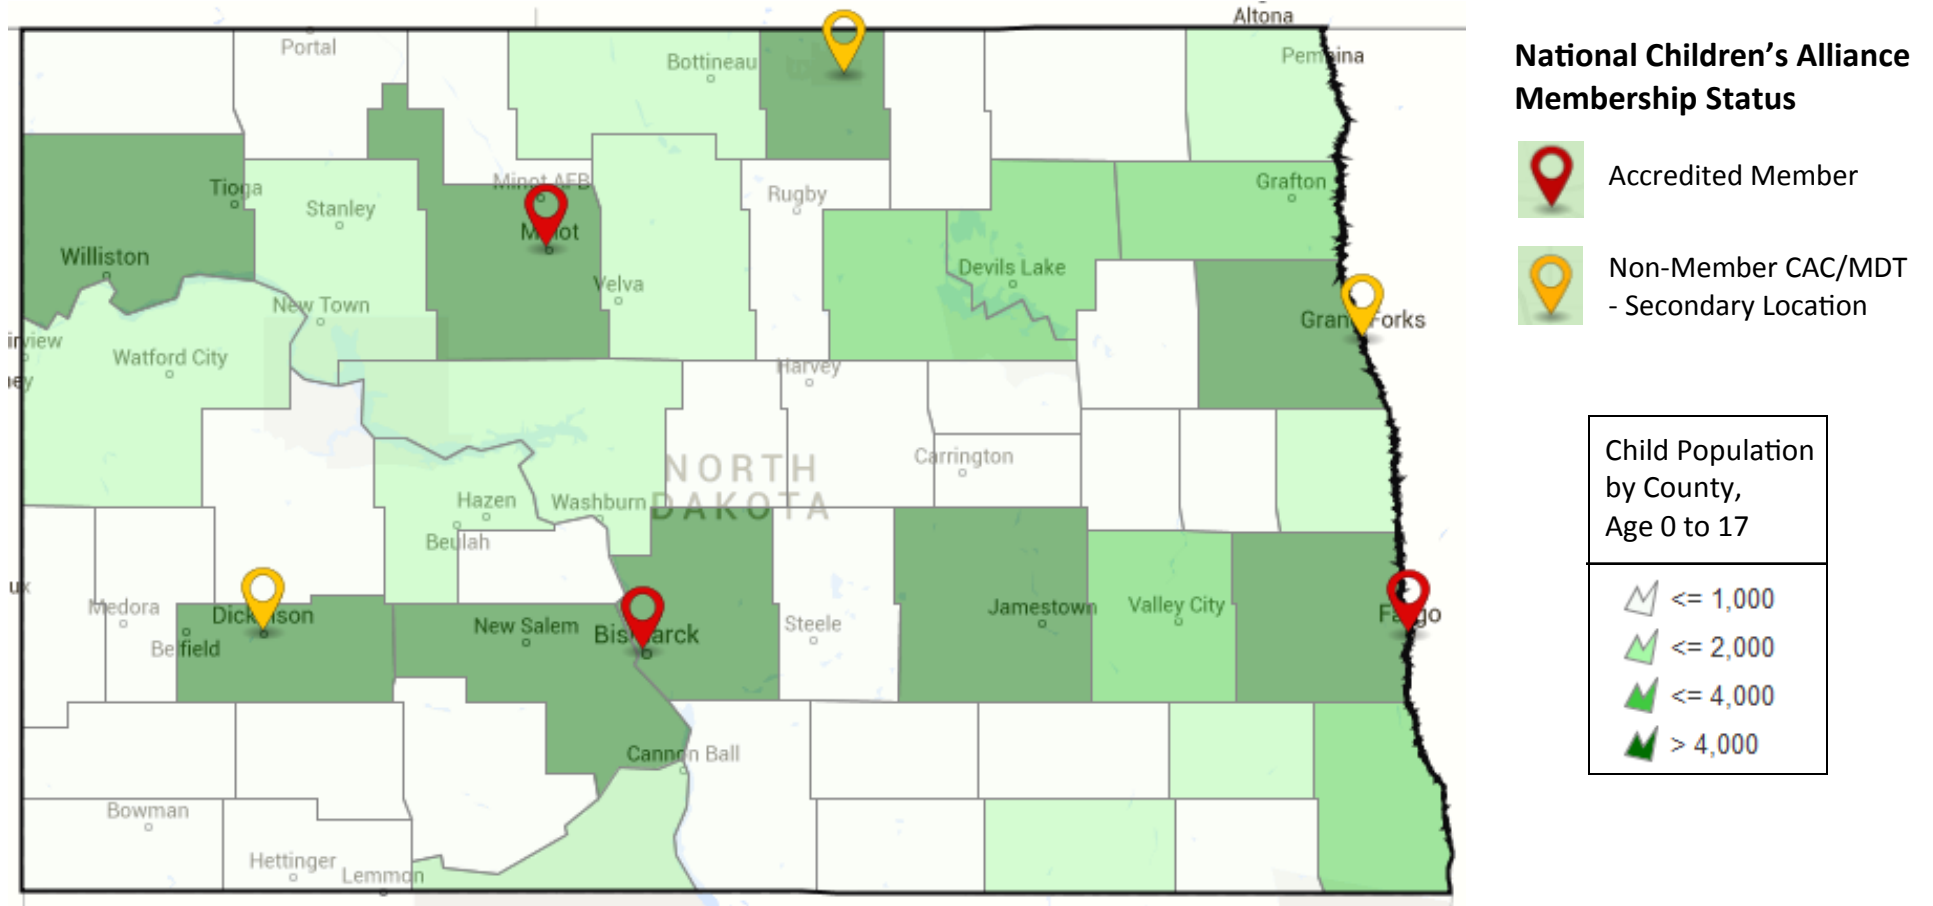 Altona
Portal
Bottineau
Pembina
Tioga
Minot AFB
Rugby
Grafton
Stanley
Minot
Williston
Devils Lake
Velva
New Town
Grand Forks
Watford City
Harvey
NORTH
DAKOTA
Carrington
Hazen
Washburn
Beulah
Medora
Dickinson
Belfield
New Salem
Bismarck
Steele
Jamestown
Valley City
Fargo
Cannon Ball
Bowman
Hettinger
Lemmon
National Children's Alliance
Membership Status
Accredited Member
Non-Member CAC/MDT
- Secondary Location
Child Population
by County,
Age 0 to 17
<= 1,000
<= 2,000
<= 4,000
> 4,000